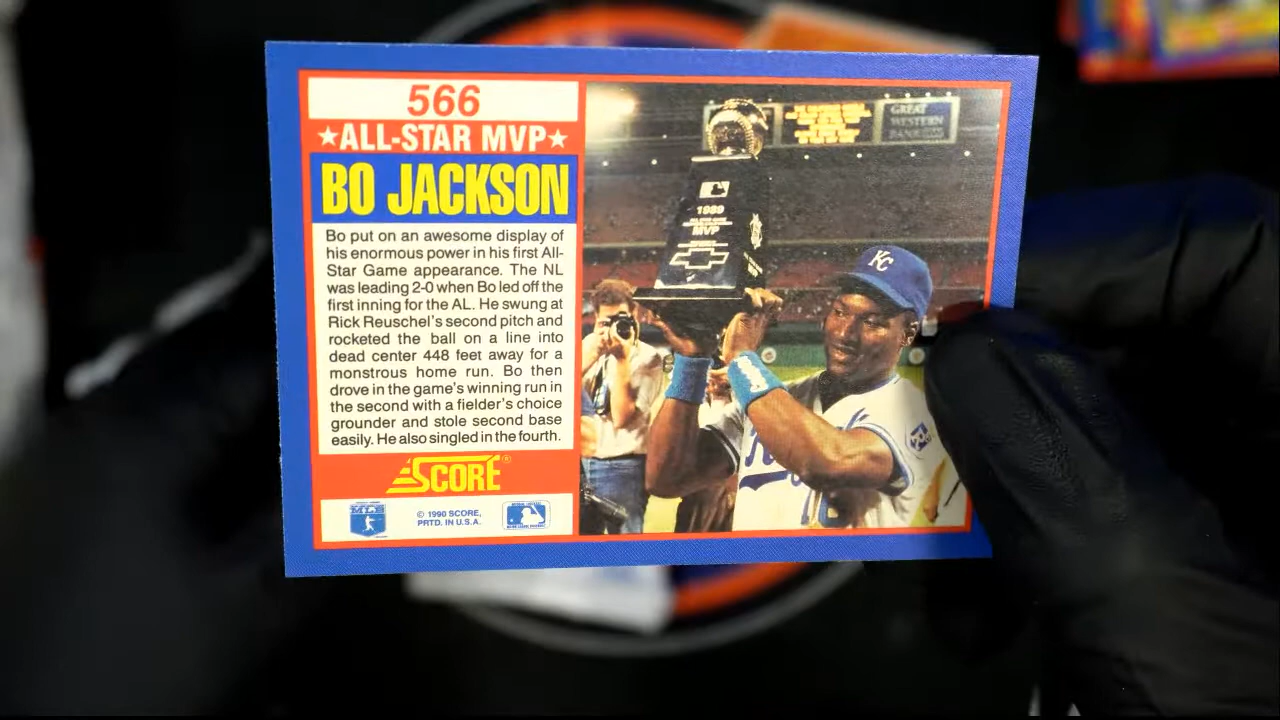 566
★ALL-STAR MVP★
BO JACKSON
Bo put on an awesome display of
his enormous power in his first All-
Star Game appearance. The NL
was leading 2-0 when Bo led off the
first inning for the AL. He swung at
Rick Reuschel's second pitch and
rocketed the ball on a line into
dead center 448 feet away for a
monstrous home run. Bo then
drove in the game's winning run in
the second with a fielder's choice
grounder and stole second base
easily. He also singled in the fourth.
SCORE®
MLB
© 1990 SCORE,
PRTD. IN U.S.A.
GREAT
WESTERN
BANK
1989
MVP
KC